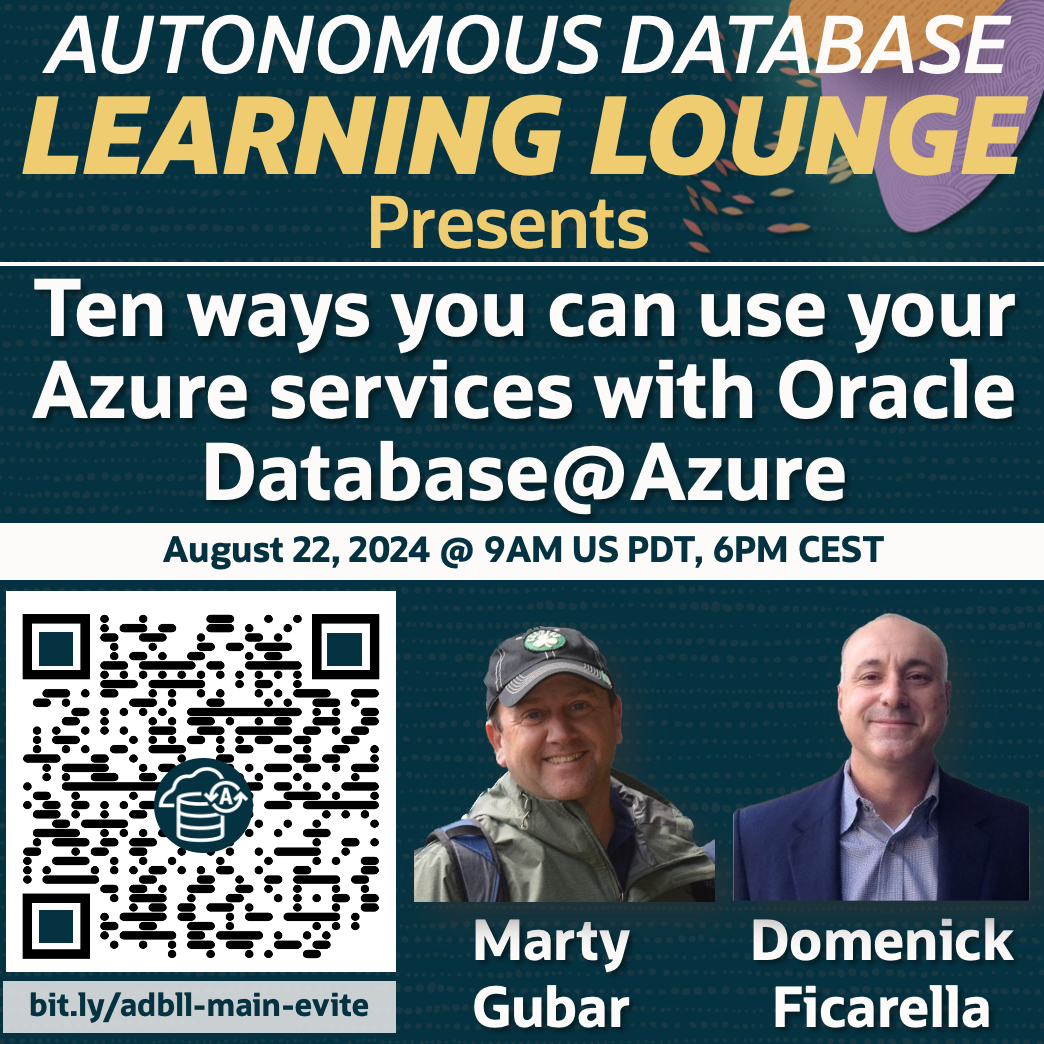 AUTONOMOUS DATABASE
LEARNING LOUNGE
Presents
Ten ways you can use your
Azure services with Oracle
Database@Azure
August 22, 2024 @ 9AM US PDT, 6PM CEST
A
bit.ly/adbll-main-evite
Marty
Gubar
Domenick
Ficarella